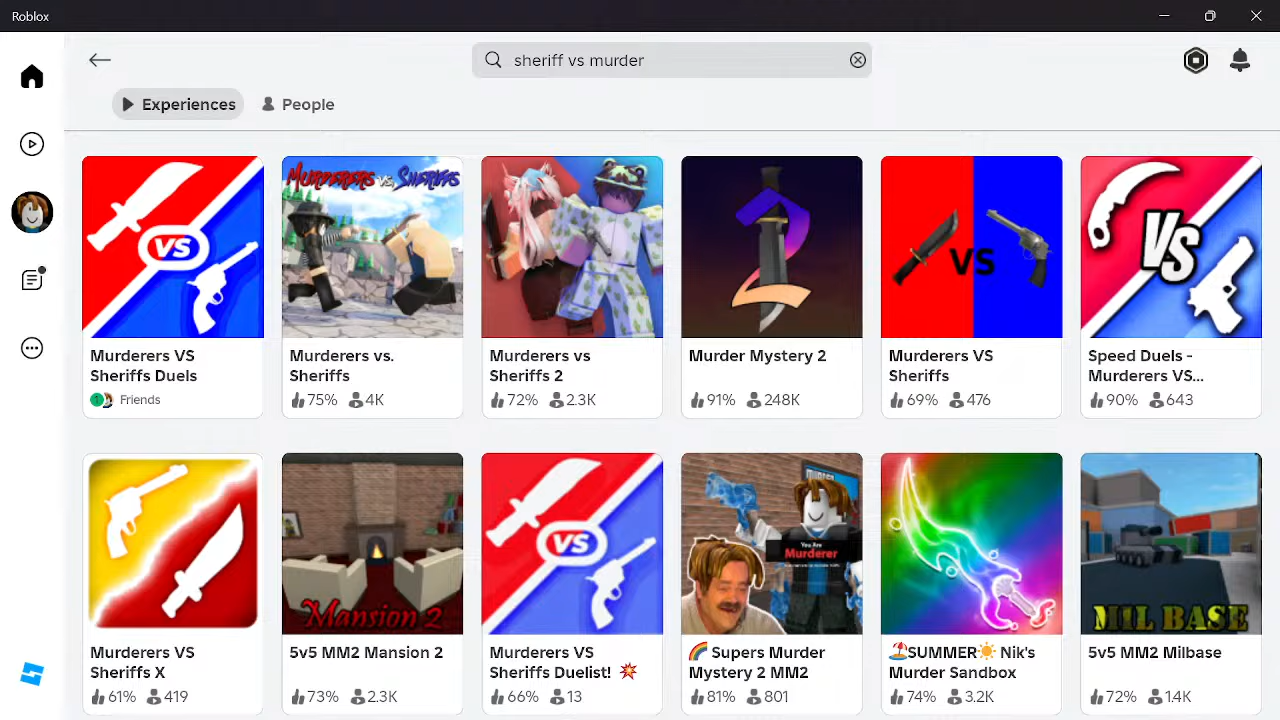 Roblox
sheriff vs murder
Experiences
People
VS
MURDERERS VS. SHERIFFS
VS
VS
Murderers VS
Sheriffs Duels
Friends
Murderers vs.
Sheriffs
75% 4K
Murderers vs
Sheriffs 2
72% 2.3K
Murder Mystery 2
91% 248K
Murderers VS
Sheriffs
69% 476
Speed Duels -
Murderers VS...
90% 643
Mansion 2
VS
You Are
Murderer
MIL BASE
Murderers VS
Sheriffs X
61% 419
5v5 MM2 Mansion 2
73% 2.3K
Murderers VS
Sheriffs Duelist! 💥
66% 13
🌈 Supers Murder
Mystery 2 MM2
81% 801
🏖️SUMMER☀️ Nik's
Murder Sandbox
74% 3.2K
5v5 MM2 Milbase
72% 1.4K